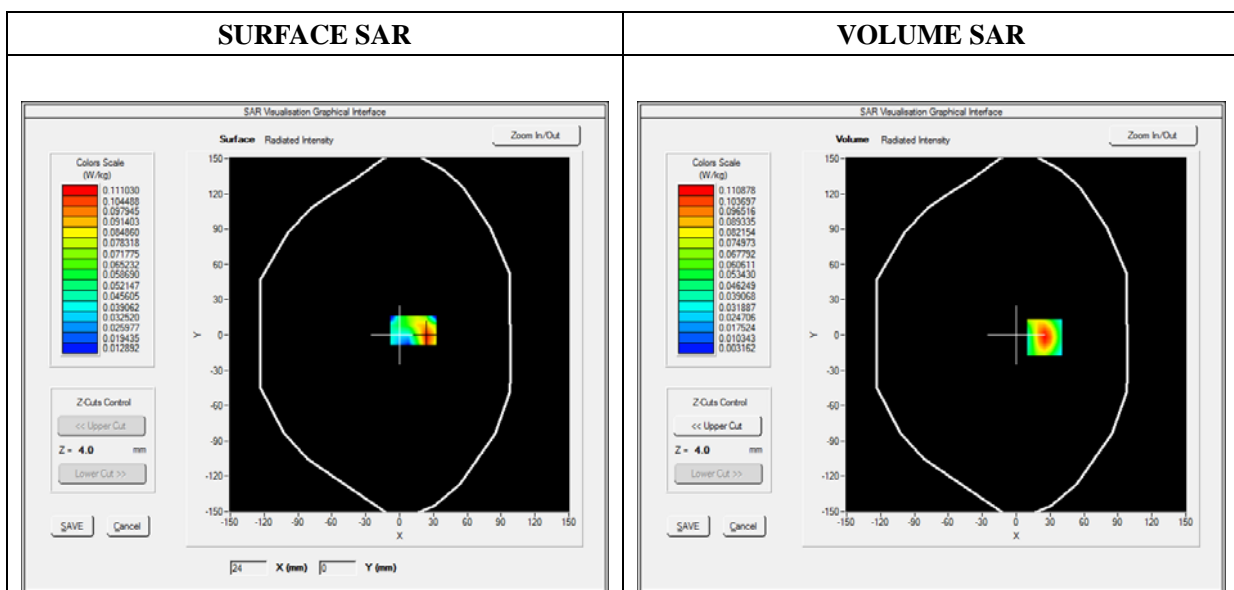 SURFACE SAR
VOLUME SAR
SAR Visualisation Graphical Interface
Surface Radiated Intensity
Zoom In/Out
Colors Scale
(W/kg)
0.111030
0.104488
0.097945
0.091403
0.084860
0.078318
0.071775
0.065232
0.058690
0.052147
0.045605
0.039062
0.032520
0.025977
0.019435
0.012892
Z-Cuts Control
<< Upper Cut
Z = 4.0 mm
Lower Cut >>
SAVE Cancel
150
120
90
60
30
0
-30
-60
-90
-120
-150
Y
-150 -120 -90 -60 -30 0 30 60 90 120 150
X
24 X (mm) 0 Y (mm)
SAR Visualisation Graphical Interface
Volume Radiated Intensity
Zoom In/Out
Colors Scale
(W/kg)
0.110878
0.103697
0.096516
0.089335
0.082154
0.074973
0.067792
0.060611
0.053430
0.046249
0.039068
0.031887
0.024706
0.017524
0.010343
0.003162
Z-Cuts Control
<< Upper Cut
Z = 4.0 mm
Lower Cut >>
SAVE Cancel
150
120
90
60
30
0
-30
-60
-90
-120
-150
Y
-150 -120 -90 -60 -30 0 30 60 90 120 150
X